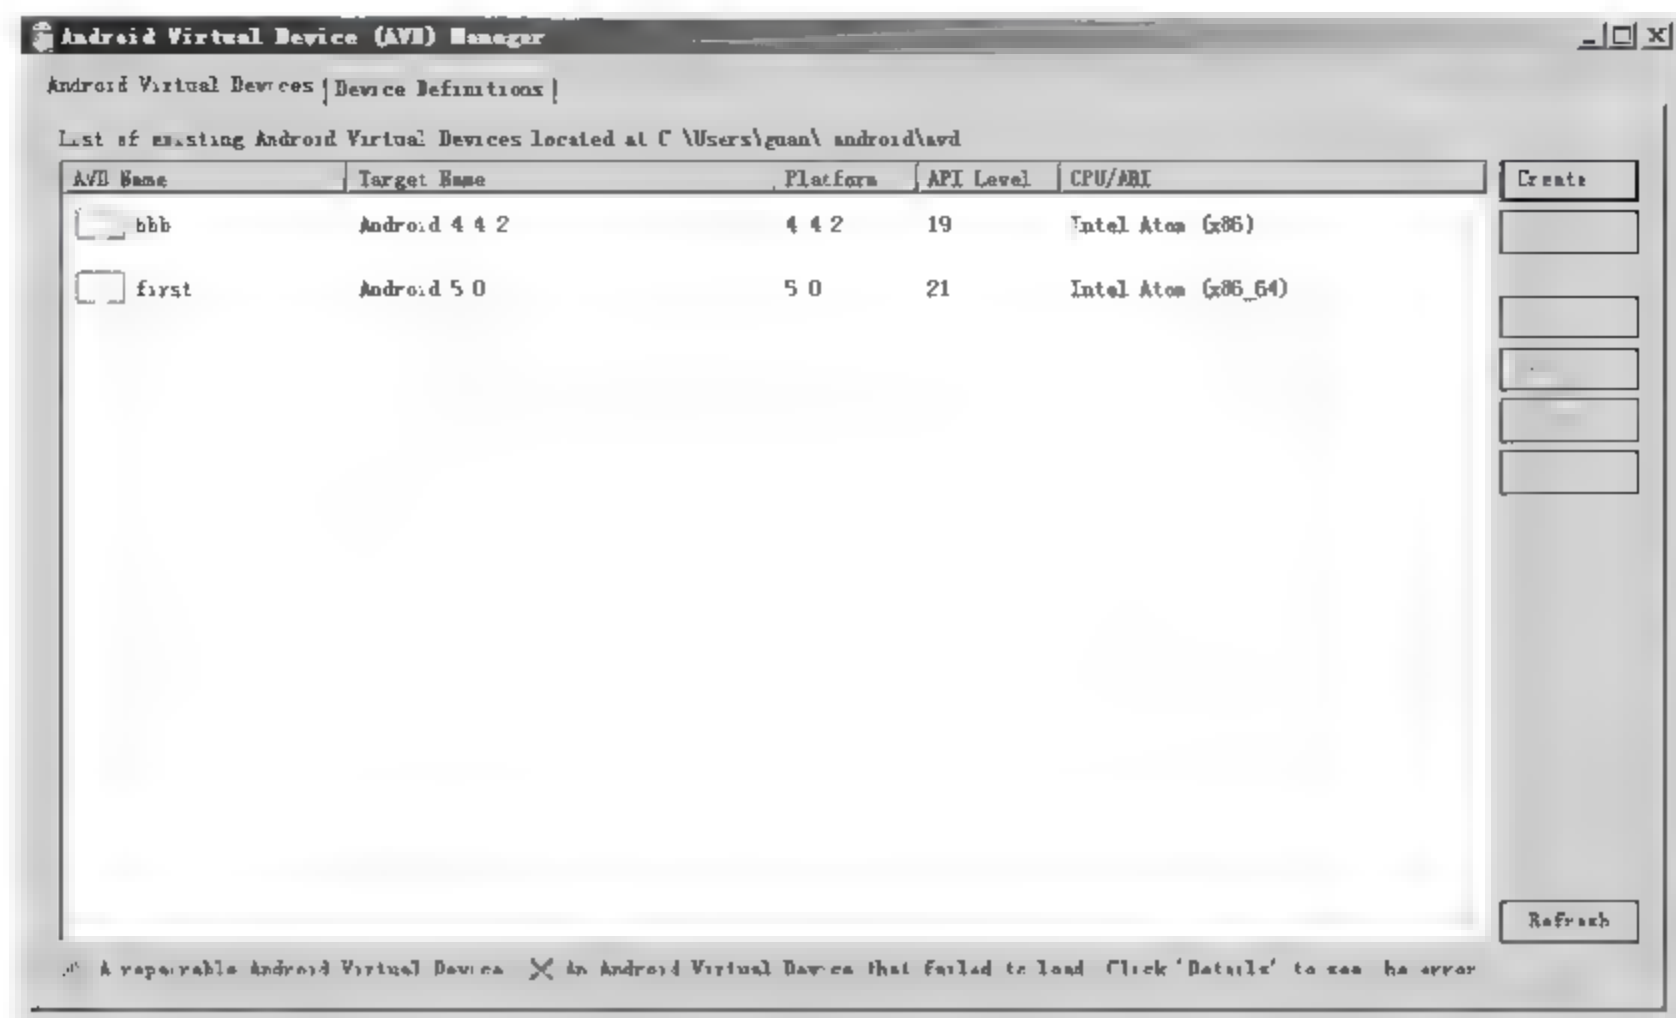 Android Virtual Device (AVD) Manager
Android Virtual Devices Device Definitions
List of existing Android Virtual Devices located at C \Users\guan\ android\avd
AVD Name Target Name Platform API Level CPU/ABI
Create
bbb Android 4 4 2 4 4 2 19 Intel Atom (x86)
first Android 5 0 5 0 21 Intel Atom (x86_64)
Refresh
A repairable Android Virtual Device An Android Virtual Device that failed to load Click 'Details' to see he error